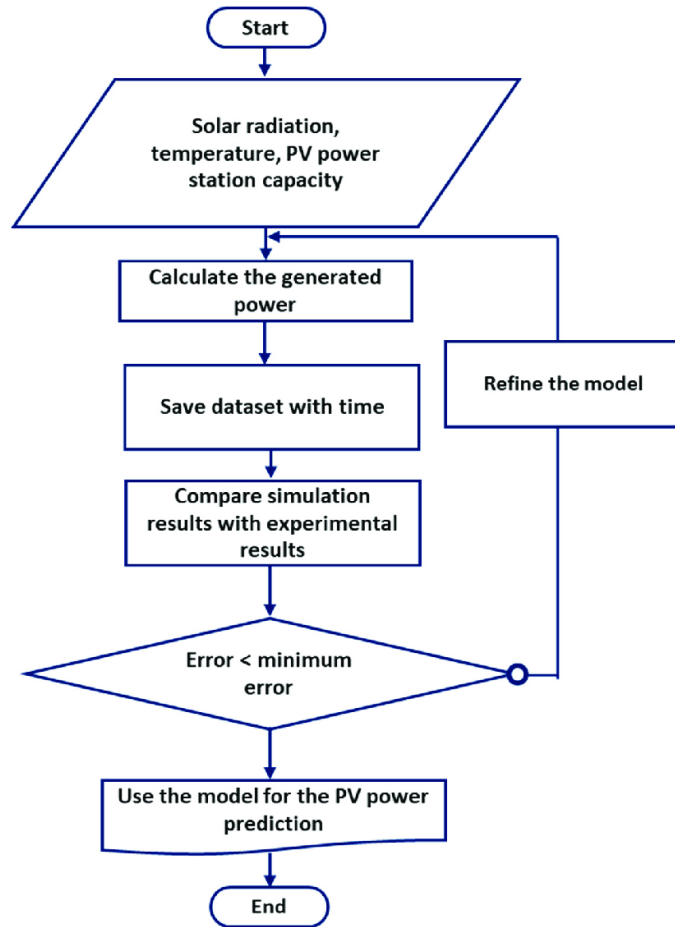 Start
Solar radiation,
temperature, PV power
station capacity
Calculate the generated
power
Refine the model
Save dataset with time
Compare simulation
results with experimental
results
Error < minimum
error
Use the model for the PV power
prediction
End